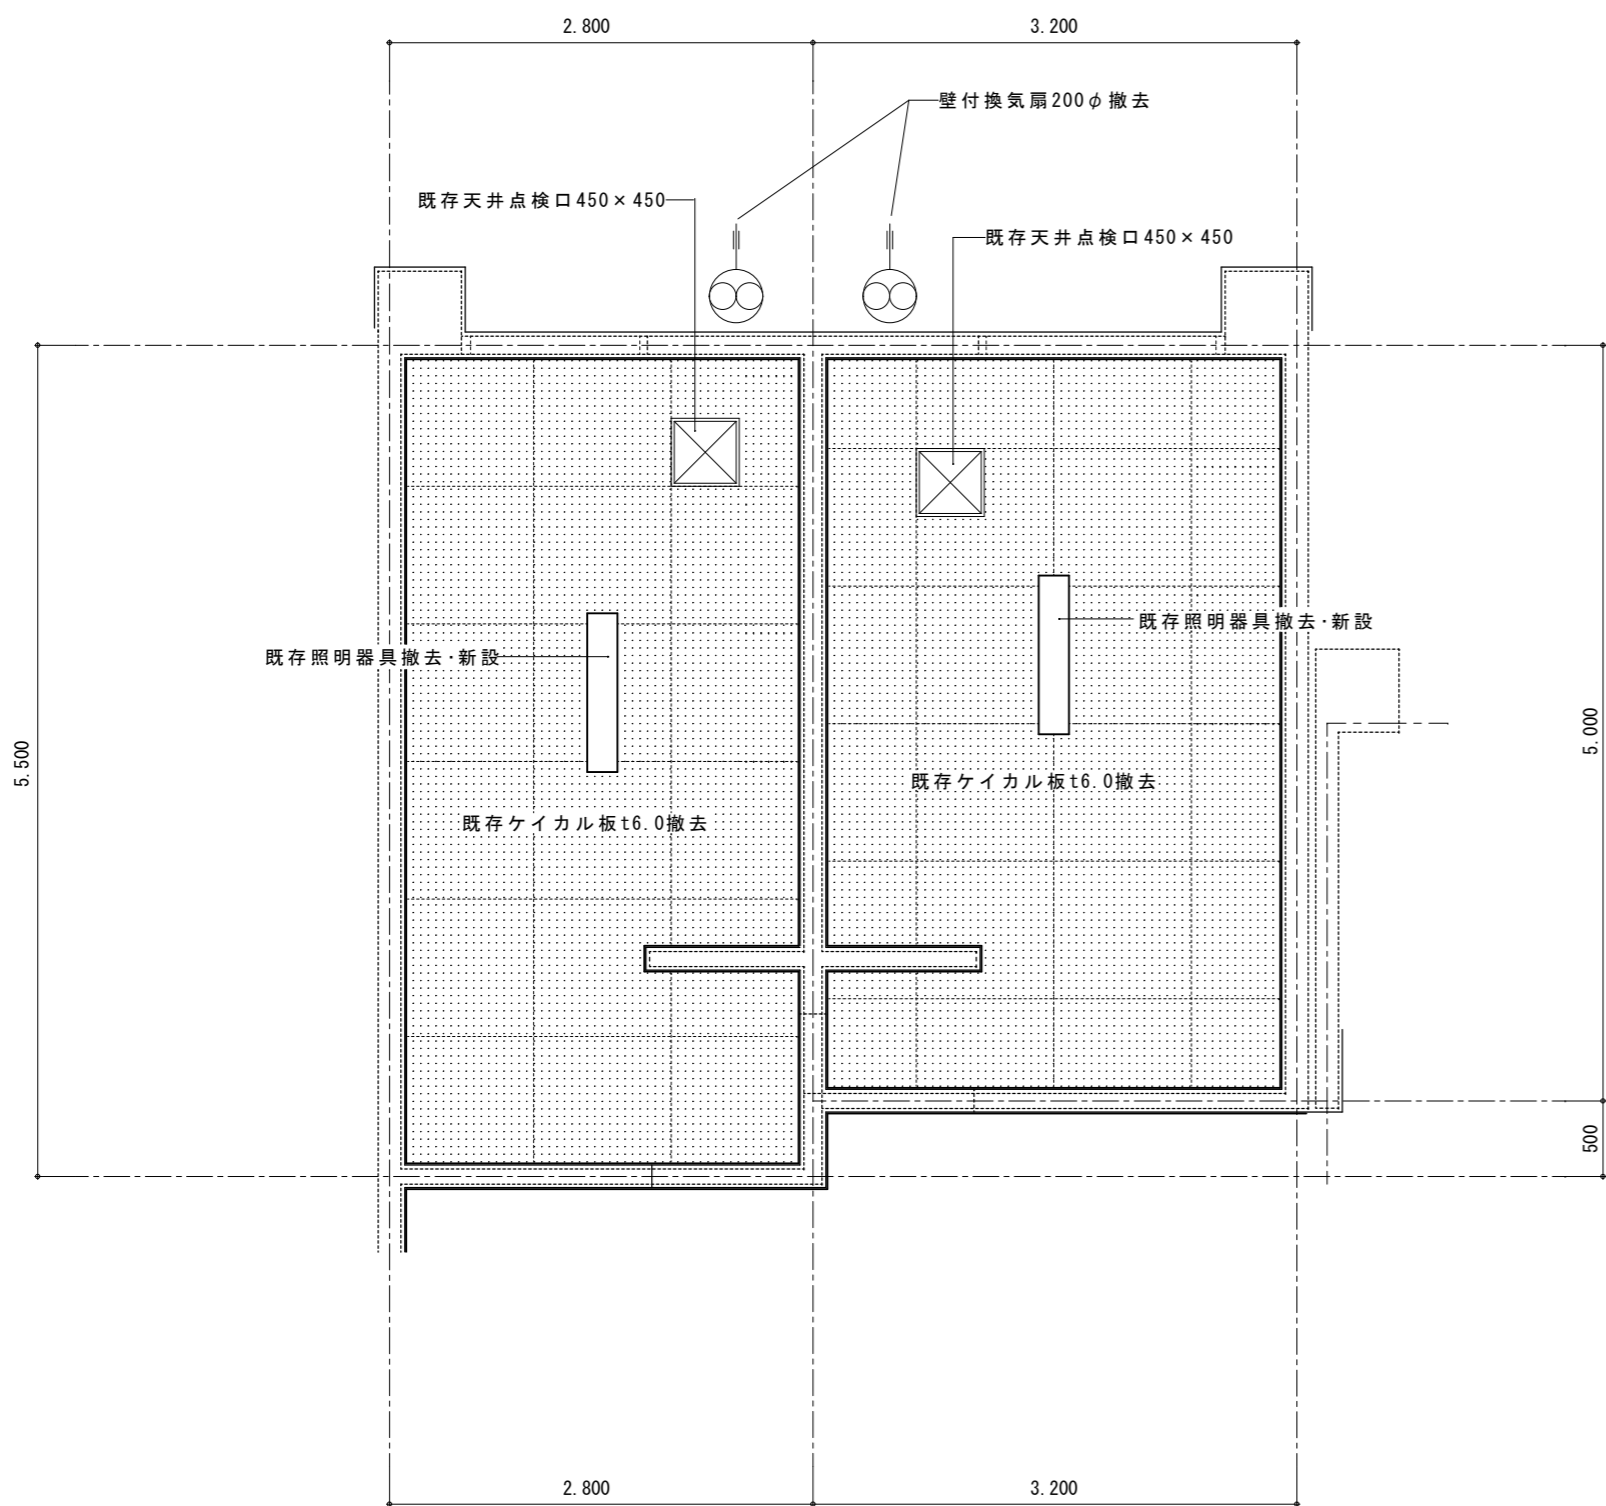 2.800
3.200
壁付換気扇200φ撤去
既存天井点検口450×450
既存天井点検口450×450
既存照明器具撤去・新設
既存照明器具撤去・新設
5.500
5.000
既存ケイカル板t6.0撤去
既存ケイカル板t6.0撤去
500
2.800
3.200